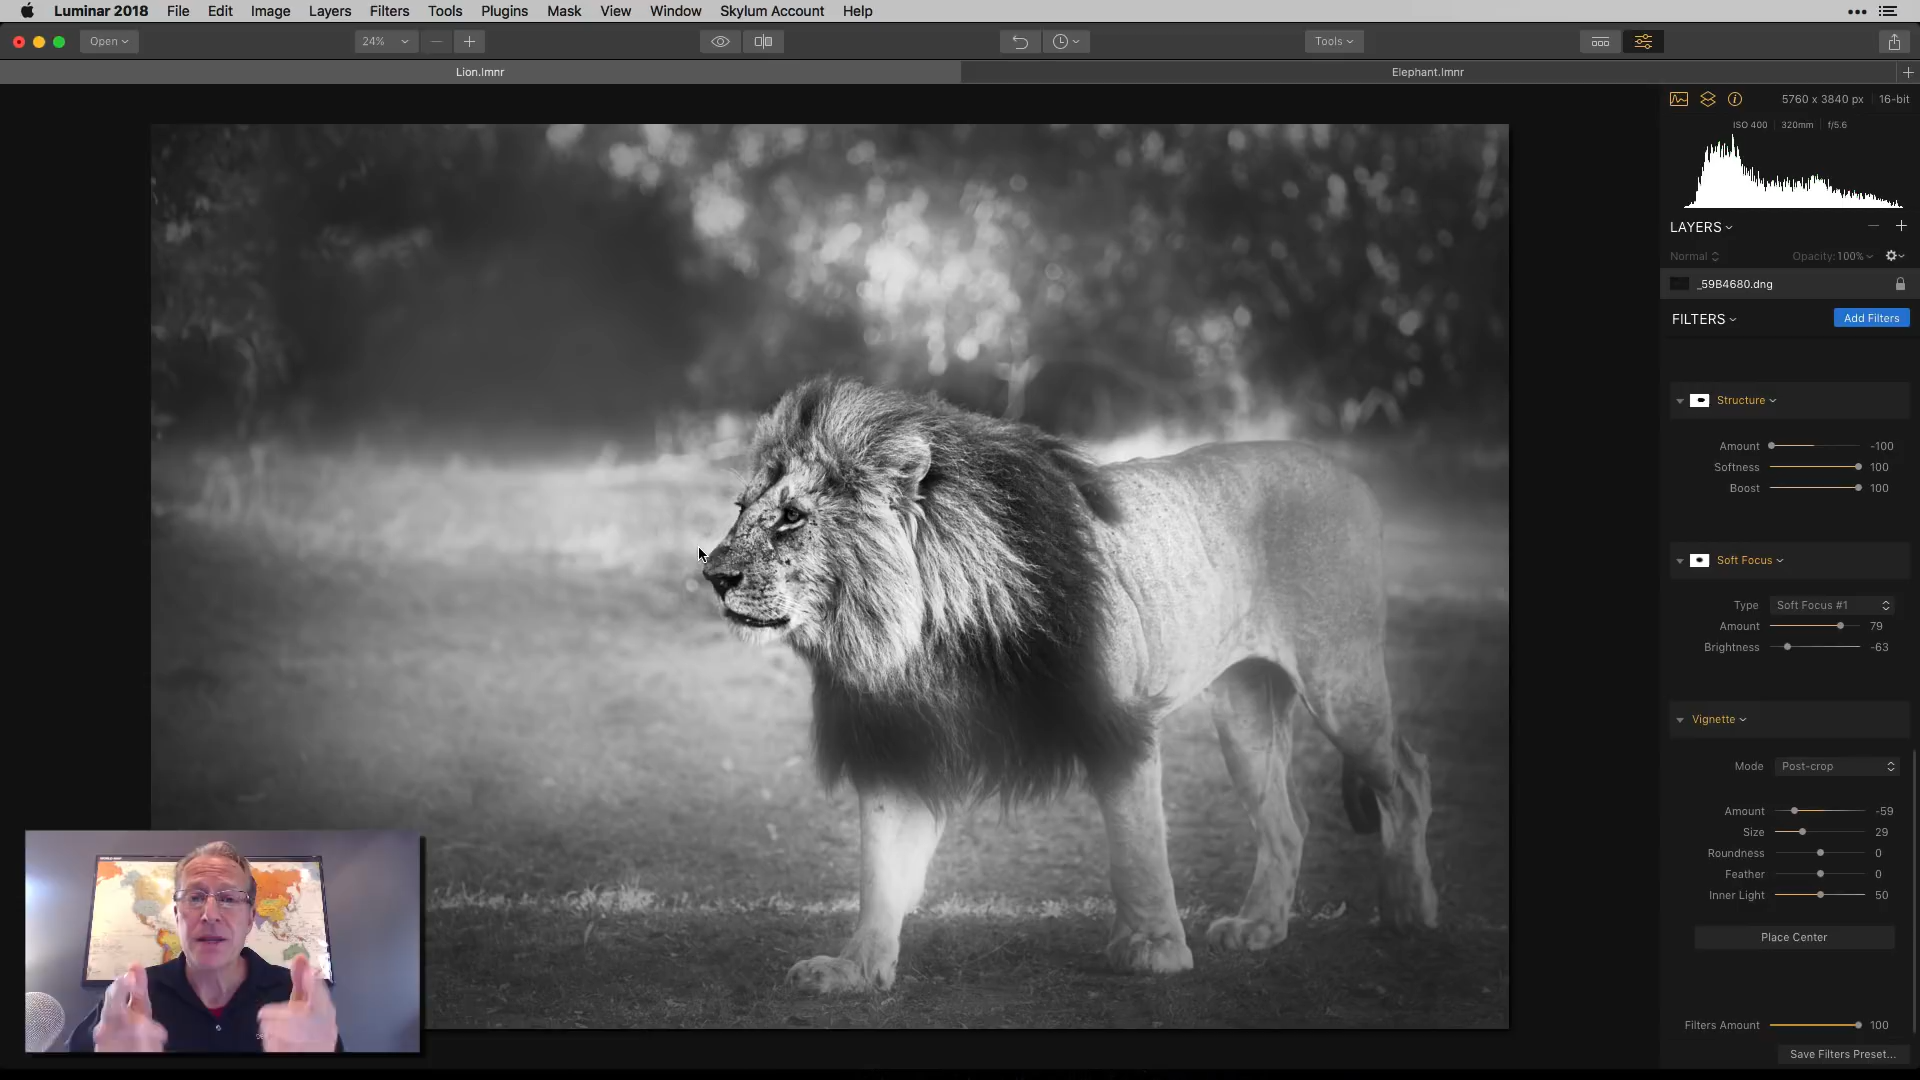 Luminar 2018 File Edit Image Layers Filters Tools Plugins Mask View Window Skylum Account Help
Open 24% Tools
Lion.lmnr Elephant.lmnr
5760 x 3840 px 16-bit
ISO 400 320mm f/5.6
LAYERS
Normal Opacity: 100%
_59B4680.dng
FILTERS Add Filters
Structure
Amount -100
Softness 100
Boost 100
Soft Focus
Type Soft Focus #1
Amount 79
Brightness -63
Vignette
Mode Post-crop
Amount -59
Size 29
Roundness 0
Feather 0
Inner Light 50
Place Center
Filters Amount 100
Save Filters Preset...